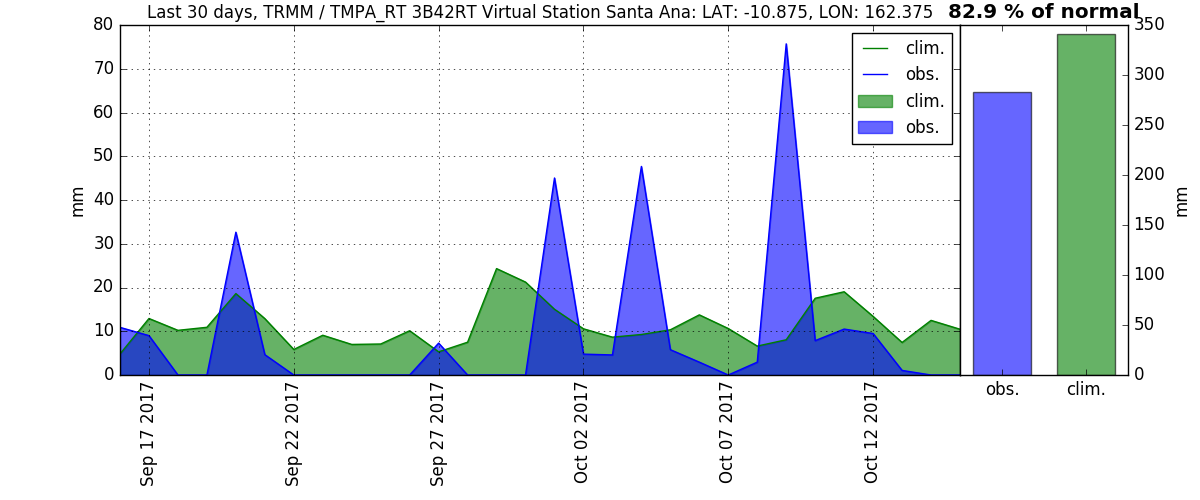 Last 30 days, TRMM / TMPA_RT 3B42RT Virtual Station Santa Ana: LAT: -10.875, LON: 162.375
82.9 % of normal
80
70
60
50
40
30
20
10
0
mm
clim.
obs.
clim.
obs.
Sep 17 2017
Sep 22 2017
Sep 27 2017
Oct 02 2017
Oct 07 2017
Oct 12 2017
350
300
250
200
150
100
50
0
mm
obs.
clim.